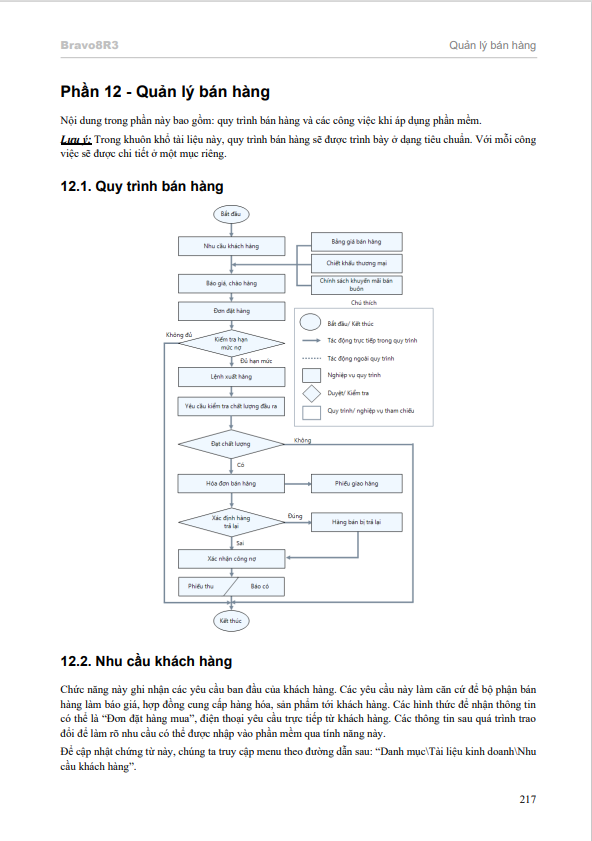 Bravo8R3 Quản lý bán hàng
Phần 12 - Quản lý bán hàng
Nội dung trong phần này bao gồm: quy trình bán hàng và các công việc khi áp dụng phần mềm.
Lưu ý: Trong khuôn khổ tài liệu này, quy trình bán hàng sẽ được trình bày ở dạng tiêu chuẩn. Với mỗi công
việc sẽ được chi tiết ở một mục riêng.
12.1. Quy trình bán hàng
Bắt đầu
Nhu cầu khách hàng
Bảng giá bán hàng
Chiết khấu thương mại
Chính sách khuyến mãi bán
buôn
Báo giá, chào hàng
Đơn đặt hàng
Không đủ
Kiểm tra hạn
mức nợ
Đủ hạn mức
Lệnh xuất hàng
Yêu cầu kiểm tra chất lượng đầu ra
Đạt chất lượng
Không
Có
Hóa đơn bán hàng
Phiếu giao hàng
Xác định hàng
trả lại
Đúng
Hàng bán bị trả lại
Sai
Xác nhận công nợ
Phiếu thu
Báo có
Kết thúc
Chú thích
Bắt đầu/ Kết thúc
Tác động trực tiếp trong quy trình
Tác động ngoài quy trình
Nghiệp vụ quy trình
Duyệt/ Kiểm tra
Quy trình/ nghiệp vụ tham chiếu
12.2. Nhu cầu khách hàng
Chức năng này ghi nhận các yêu cầu ban đầu của khách hàng. Các yêu cầu này làm căn cứ để bộ phận bán
hàng làm báo giá, hợp đồng cung cấp hàng hóa, sản phẩm tới khách hàng. Các hình thức để nhận thông tin
có thể là “Đơn đặt hàng mua”, điện thoại yêu cầu trực tiếp từ khách hàng. Các thông tin sau quá trình trao
đổi để làm rõ nhu cầu có thể được nhập vào phần mềm qua tính năng này.
Để cập nhật chứng từ này, chúng ta truy cập menu theo đường dẫn sau: “Danh mục\Tài liệu kinh doanh\Nhu
cầu khách hàng”.
217